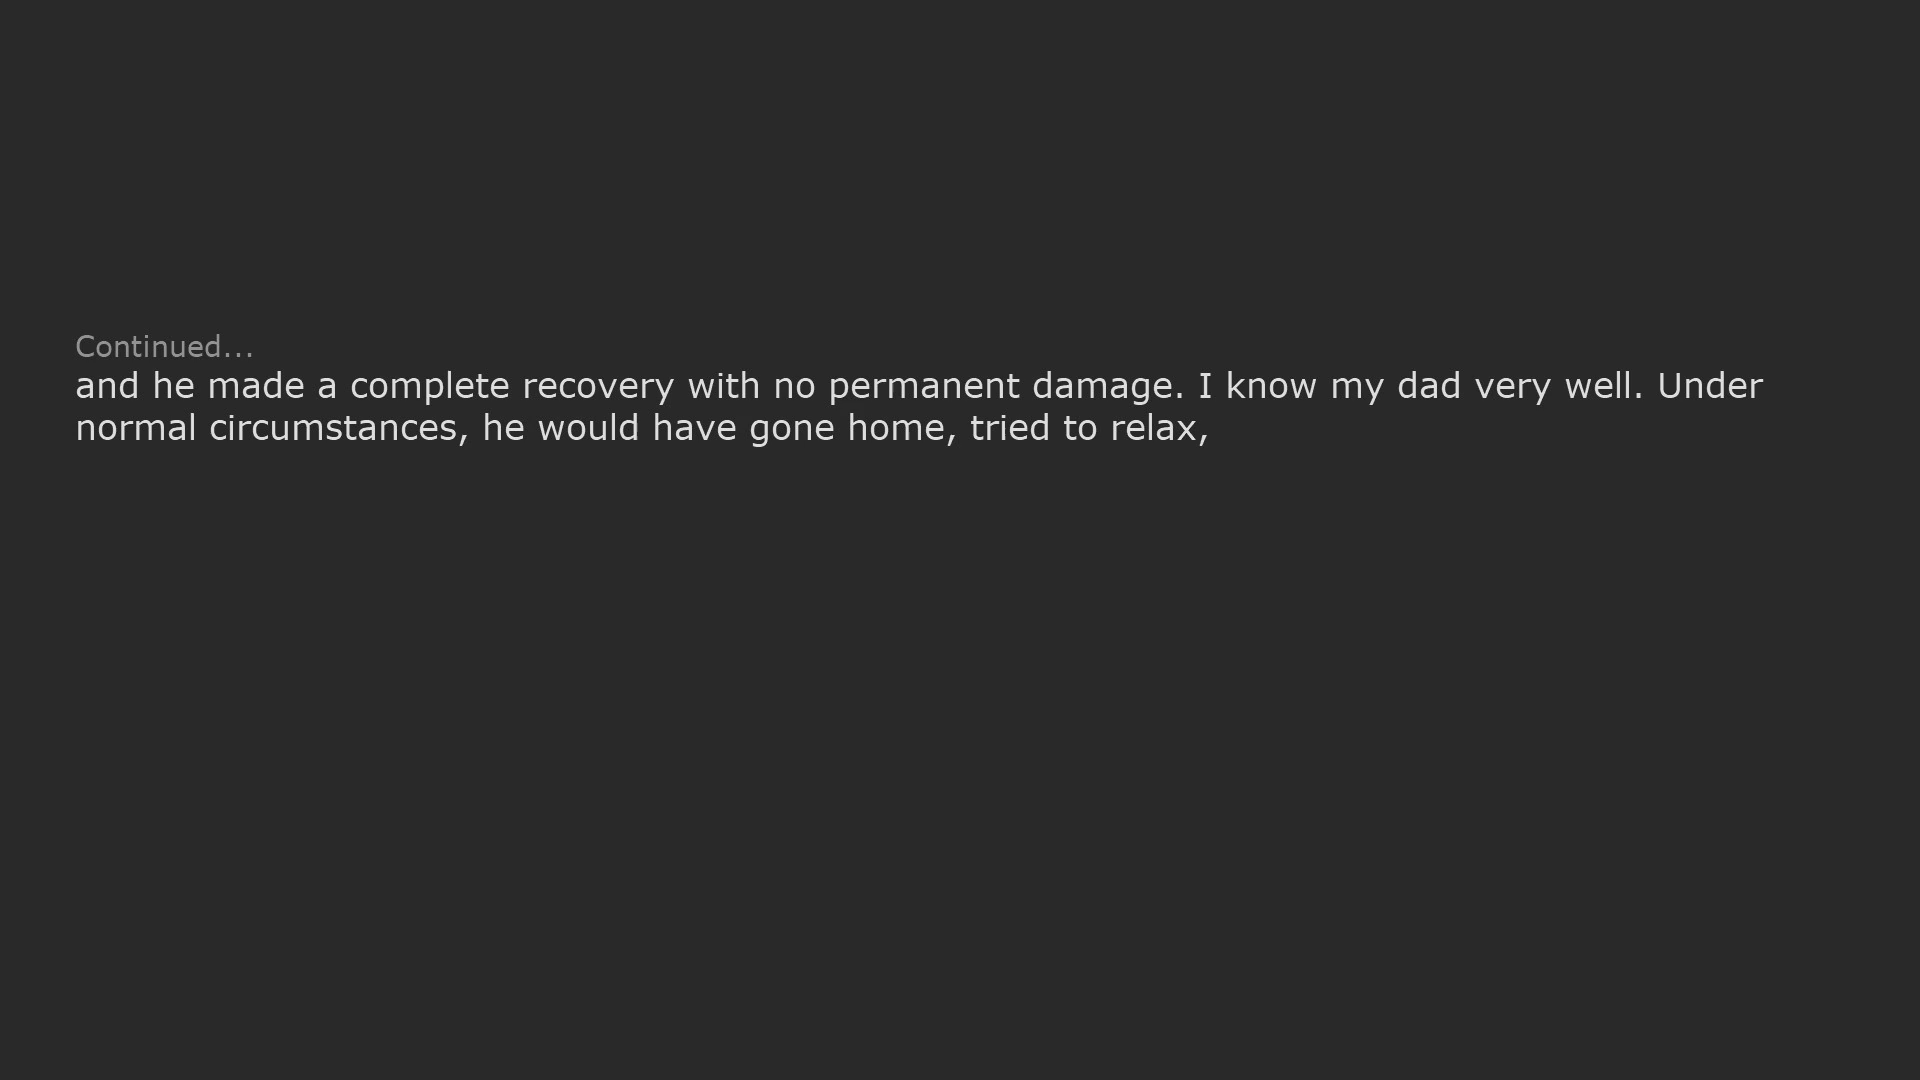 Continued...
and he made a complete recovery with no permanent damage. I know my dad very well. Under
normal circumstances, he would have gone home, tried to relax,